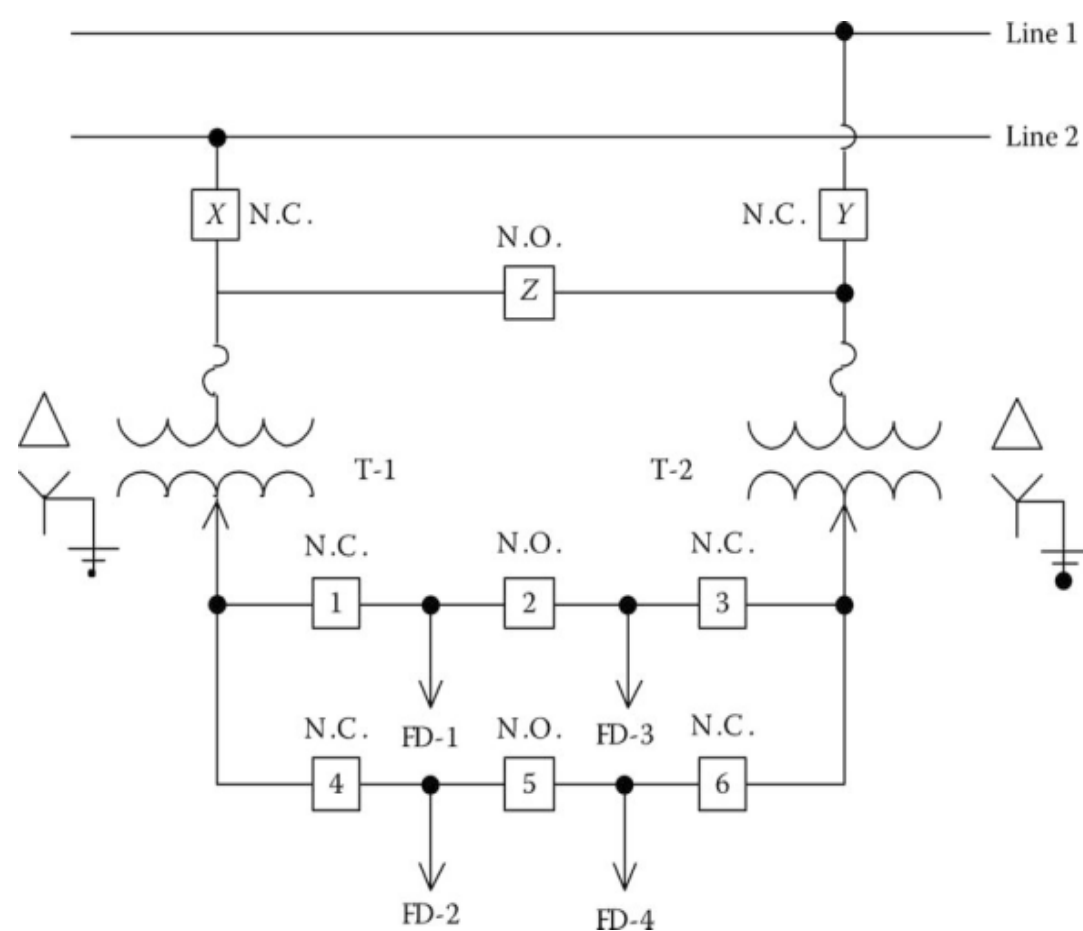 Line 1
Line 2
X N.C.
N.C. Y
N.O.
Z
T-1
T-2
N.C.
N.O.
N.C.
1
2
3
FD-1
FD-3
N.C.
N.O.
N.C.
4
5
6
FD-2
FD-4